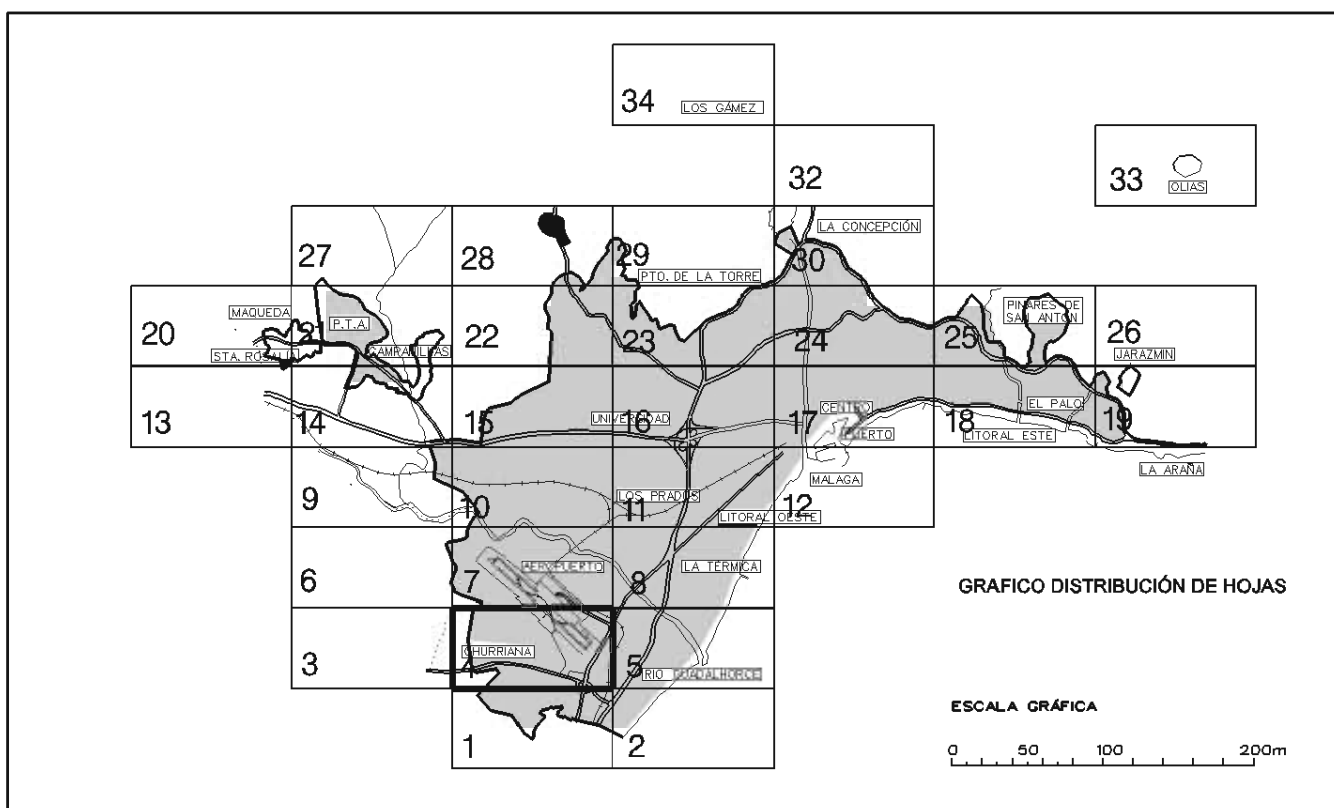 34
LOS GÁMEZ
32
33
OLIAS
LA CONCEPCIÓN
27
28
29
PTO. DE LA TORRE
30
20
MAQUEDA
P.T.A.
STA. ROSALIA
CAMPANILLAS
22
23
24
25
PINARES DE
SAN ANTÓN
26
JARAZMIN
13
14
15
UNIVERSIDAD
16
17
CENTRO
PUERTO
18
EL PALO
LITORAL ESTE
19
LA ARAÑA
MALAGA
9
10
LOS PRADOS
11
LITORAL OESTE
12
6
7
AEROPUERTO
8
LA TÉRMICA
GRAFICO DISTRIBUCIÓN DE HOJAS
3
CHURRIANA
5
RIO GUADALHORCE
1
2
ESCALA GRÁFICA
0 50 100 200m